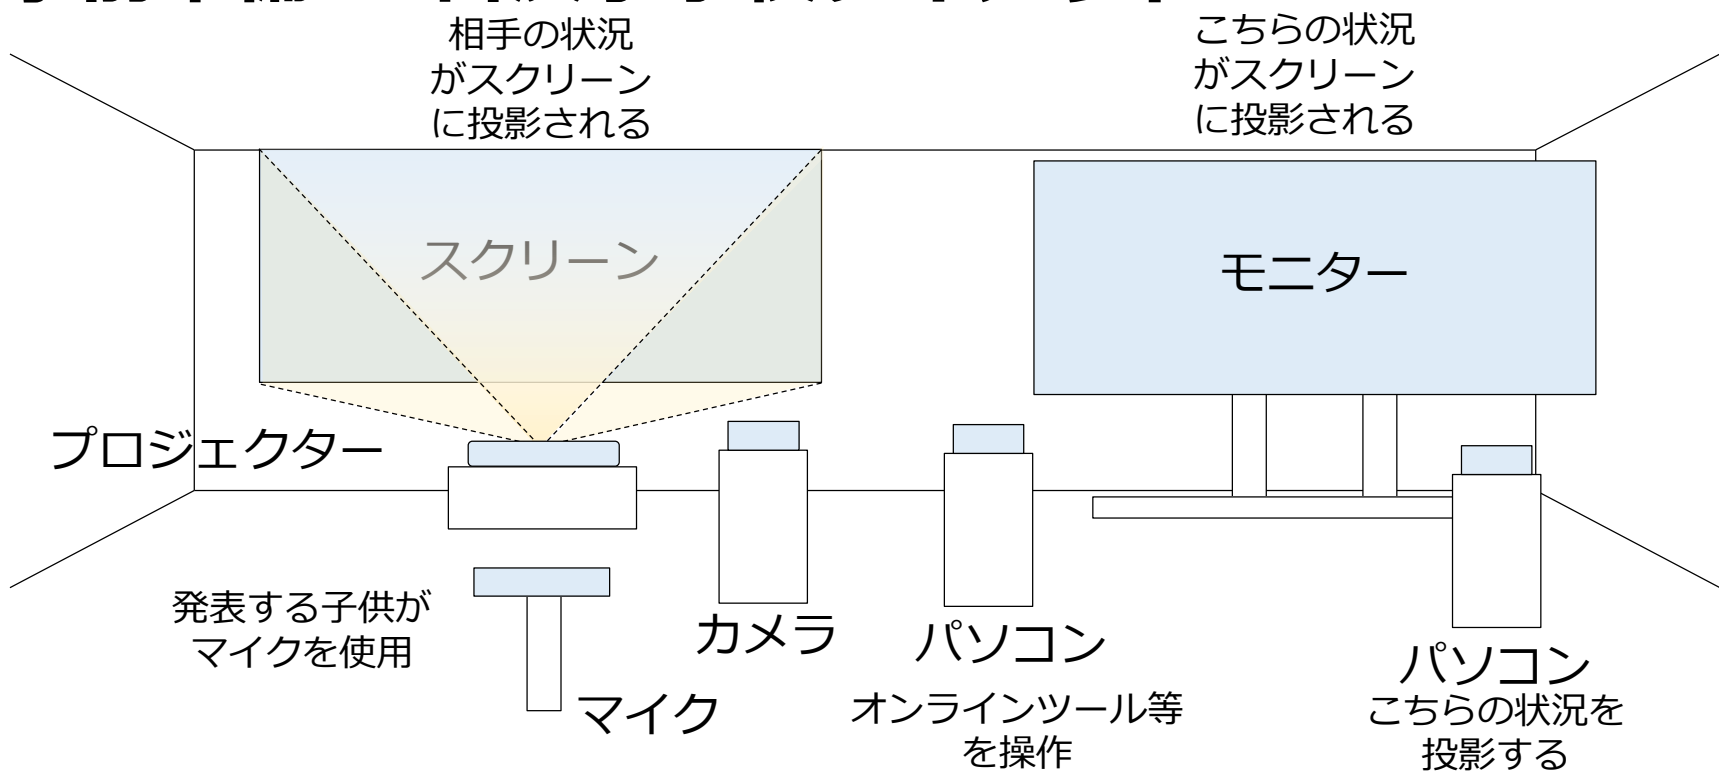 相手の状況
がスクリーン
に投影される
こちらの状況
がスクリーン
に投影される
スクリーン
モニター
プロジェクター
発表する子供が
マイクを使用
マイク
カメラ
パソコン
オンラインツール等
を操作
パソコン
こちらの状況を
投影する